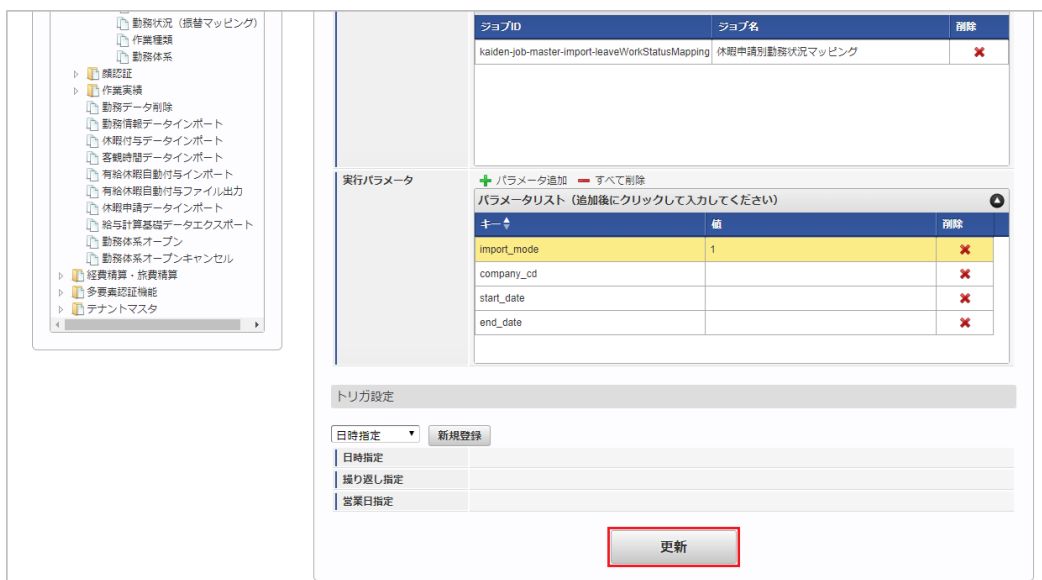 勤務状況（振替マッピング）
作業種類
勤務体系
顔認証
作業実績
勤務データ削除
勤務情報データインポート
休暇付与データインポート
客観時間データインポート
有給休暇自動付与インポート
有給休暇自動付与ファイル出力
休暇申請データインポート
給与計算基礎データエクスポート
勤務体系オープン
勤務体系オープンキャンセル
経費精算・旅費精算
多要素認証機能
テナントマスタ
ジョブID ジョブ名 削除
kaiden-job-master-import-leaveWorkStatusMapping 休暇申請別勤務状況マッピング
実行パラメータ パラメータ追加 すべて削除
パラメータリスト（追加後にクリックして入力してください）
キー 値 削除
import_mode 1
company_cd
start_date
end_date
トリガ設定
日時指定 新規登録
日時指定
繰り返し指定
営業日指定
更新